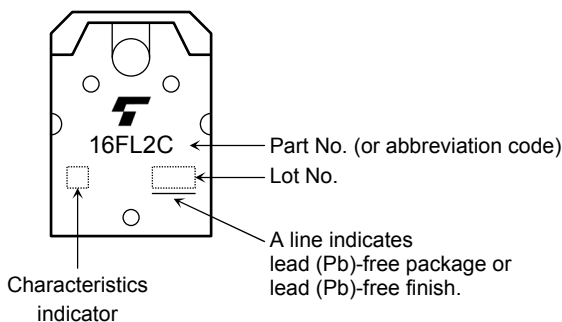 16FL2C
Part No. (or abbreviation code)
Lot No.
A line indicates
lead (Pb)-free package or
lead (Pb)-free finish.
Characteristics
indicator